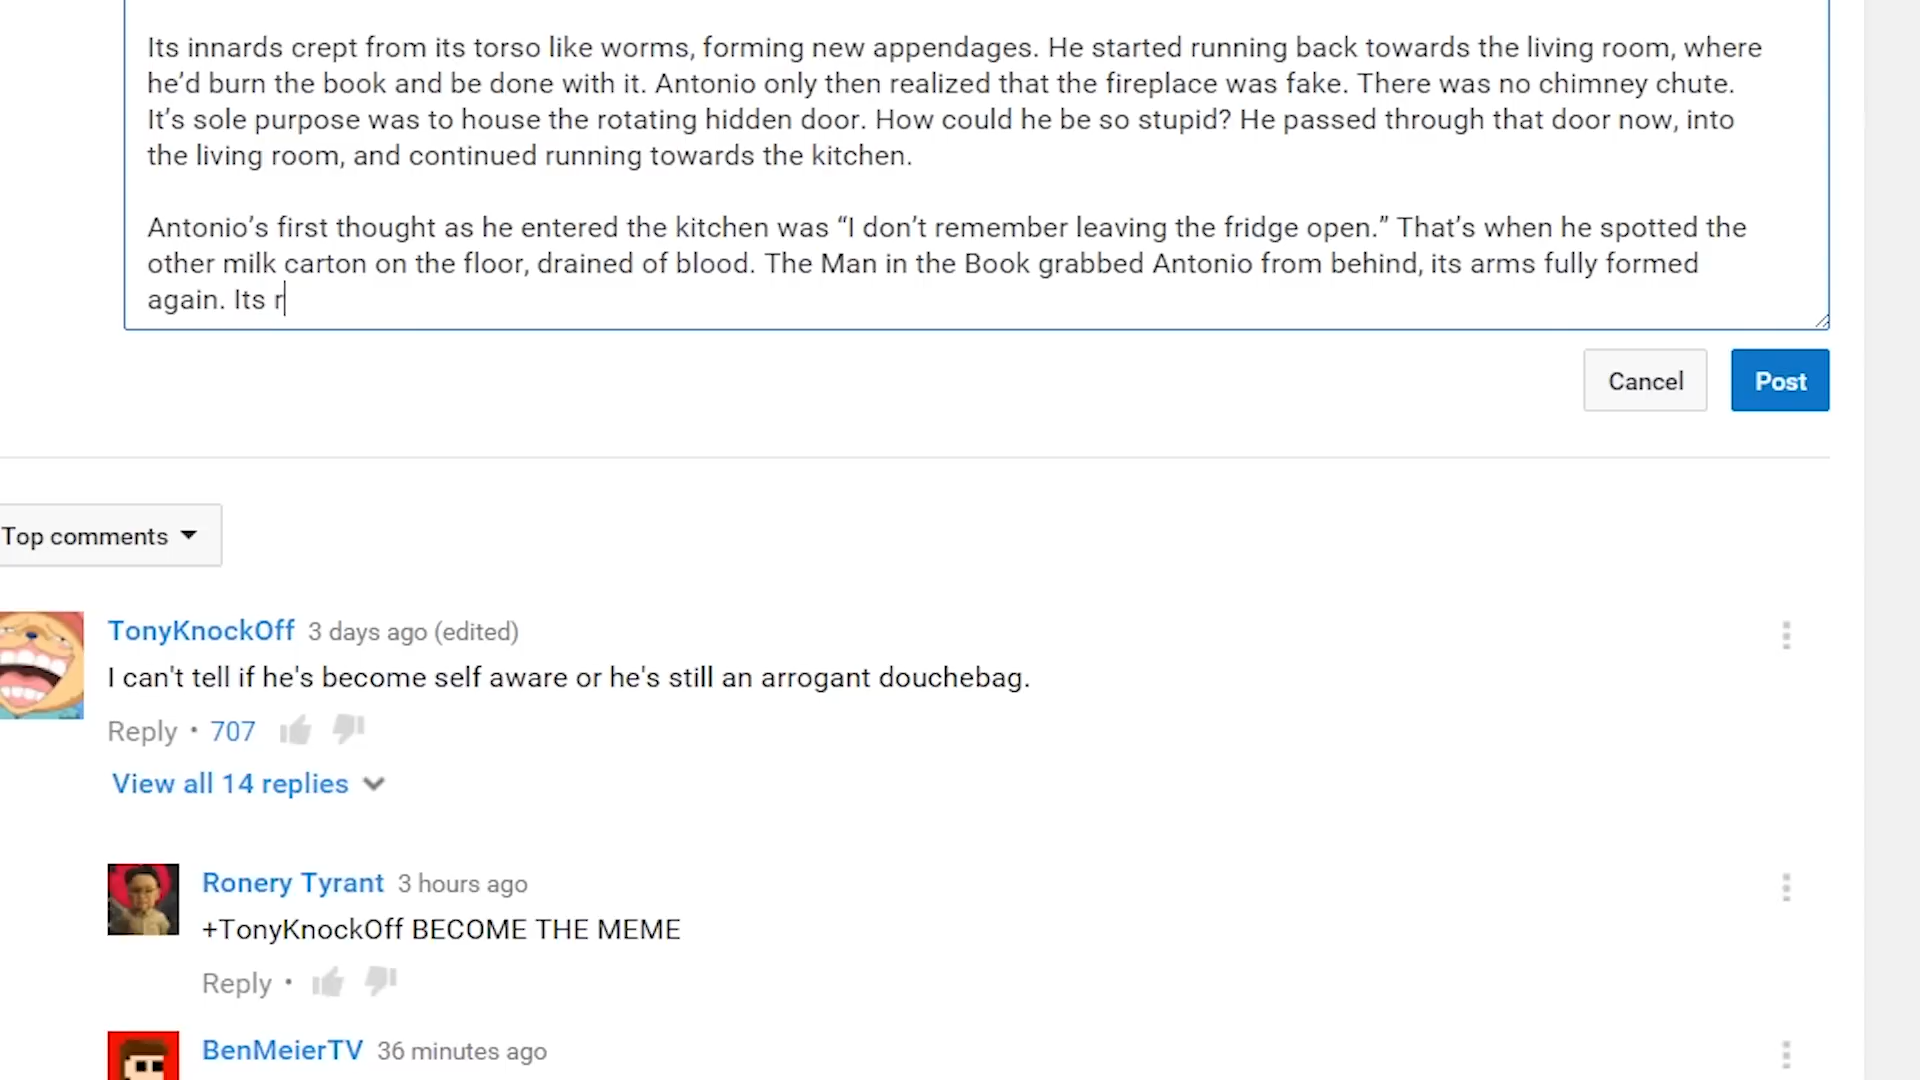 Its innards crept from its torso like worms, forming new appendages. He started running back towards the living room, where
he’d burn the book and be done with it. Antonio only then realized that the fireplace was fake. There was no chimney chute.
It’s sole purpose was to house the rotating hidden door. How could he be so stupid? He passed through that door now, into
the living room, and continued running towards the kitchen.
Antonio’s first thought as he entered the kitchen was “I don’t remember leaving the fridge open.” That’s when he spotted the
other milk carton on the floor, drained of blood. The Man in the Book grabbed Antonio from behind, its arms fully formed
again. Its r
Cancel
Post
Top comments
TonyKnockOff 3 days ago (edited)
I can't tell if he's become self aware or he's still an arrogant douchebag.
Reply • 707
View all 14 replies
Ronery Tyrant 3 hours ago
+TonyKnockOff BECOME THE MEME
Reply •
BenMeierTV 36 minutes ago